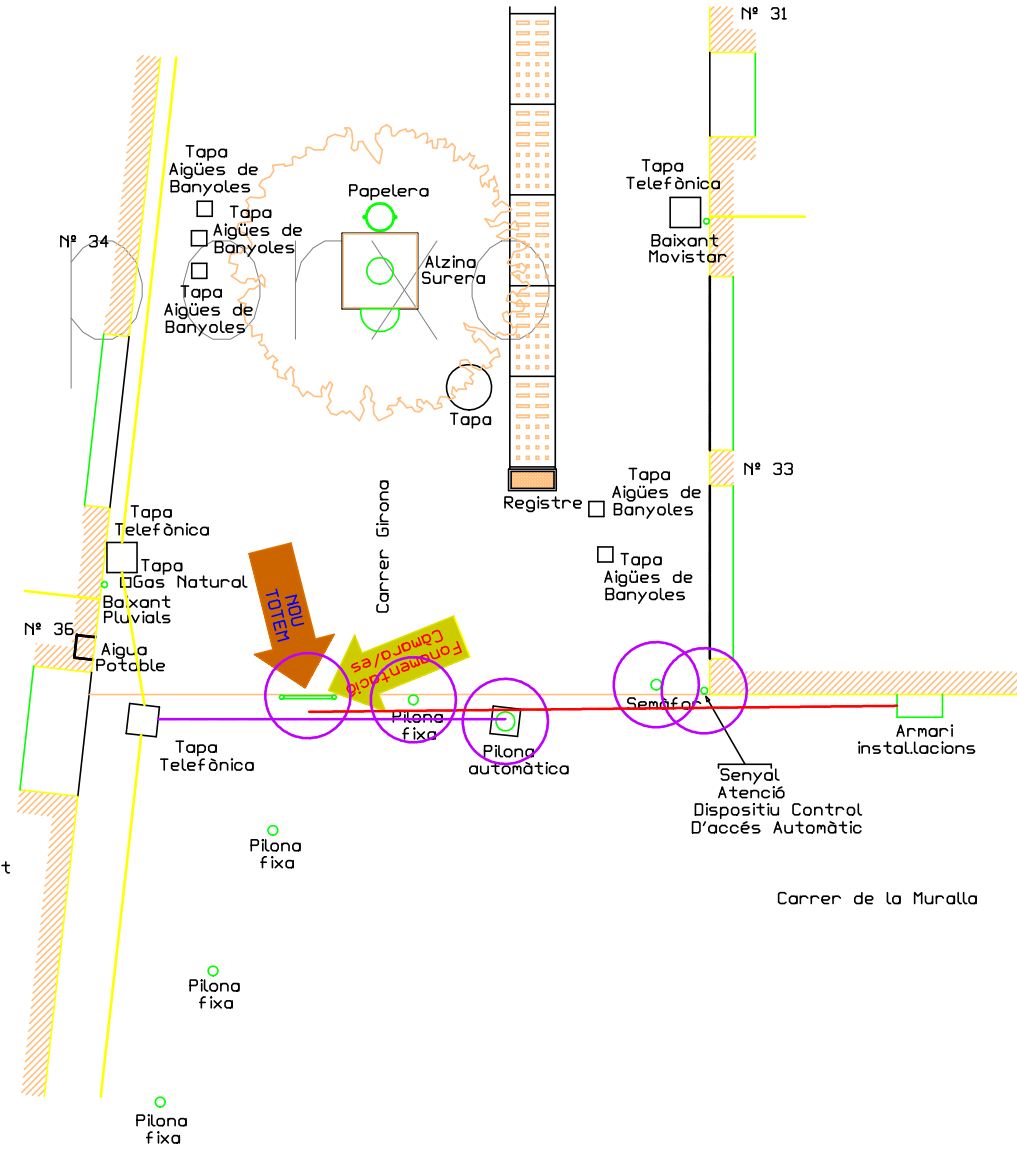 Nº 31
Tapa
Aigües de
Banyoles
Tapa
Aigües de
Banyoles
Tapa
Aigües de
Banyoles
Papelera
Alzina
Surera
Tapa
Telefònica
Baixant
Movistar
Nº 34
Tapa
Nº 33
Registre
Tapa
Aigües de
Banyoles
Tapa
Aigües de
Banyoles
Carrer Girona
Tapa
Telefònica
Tapa
Gas Natural
Baixant
Pluvials
Nº 36
Aigua
Potable
NOU
TOTEM
Fonamentació
Càmara/es
Pilona
fixa
Pilona
automàtica
Semàfor
Armari
instal·lacions
Tapa
Telefònica
Senyal
Atenció
Dispositiu Control
D'accés Automàtic
Pilona
fixa
t
Carrer de la Muralla
Pilona
fixa
Pilona
fixa